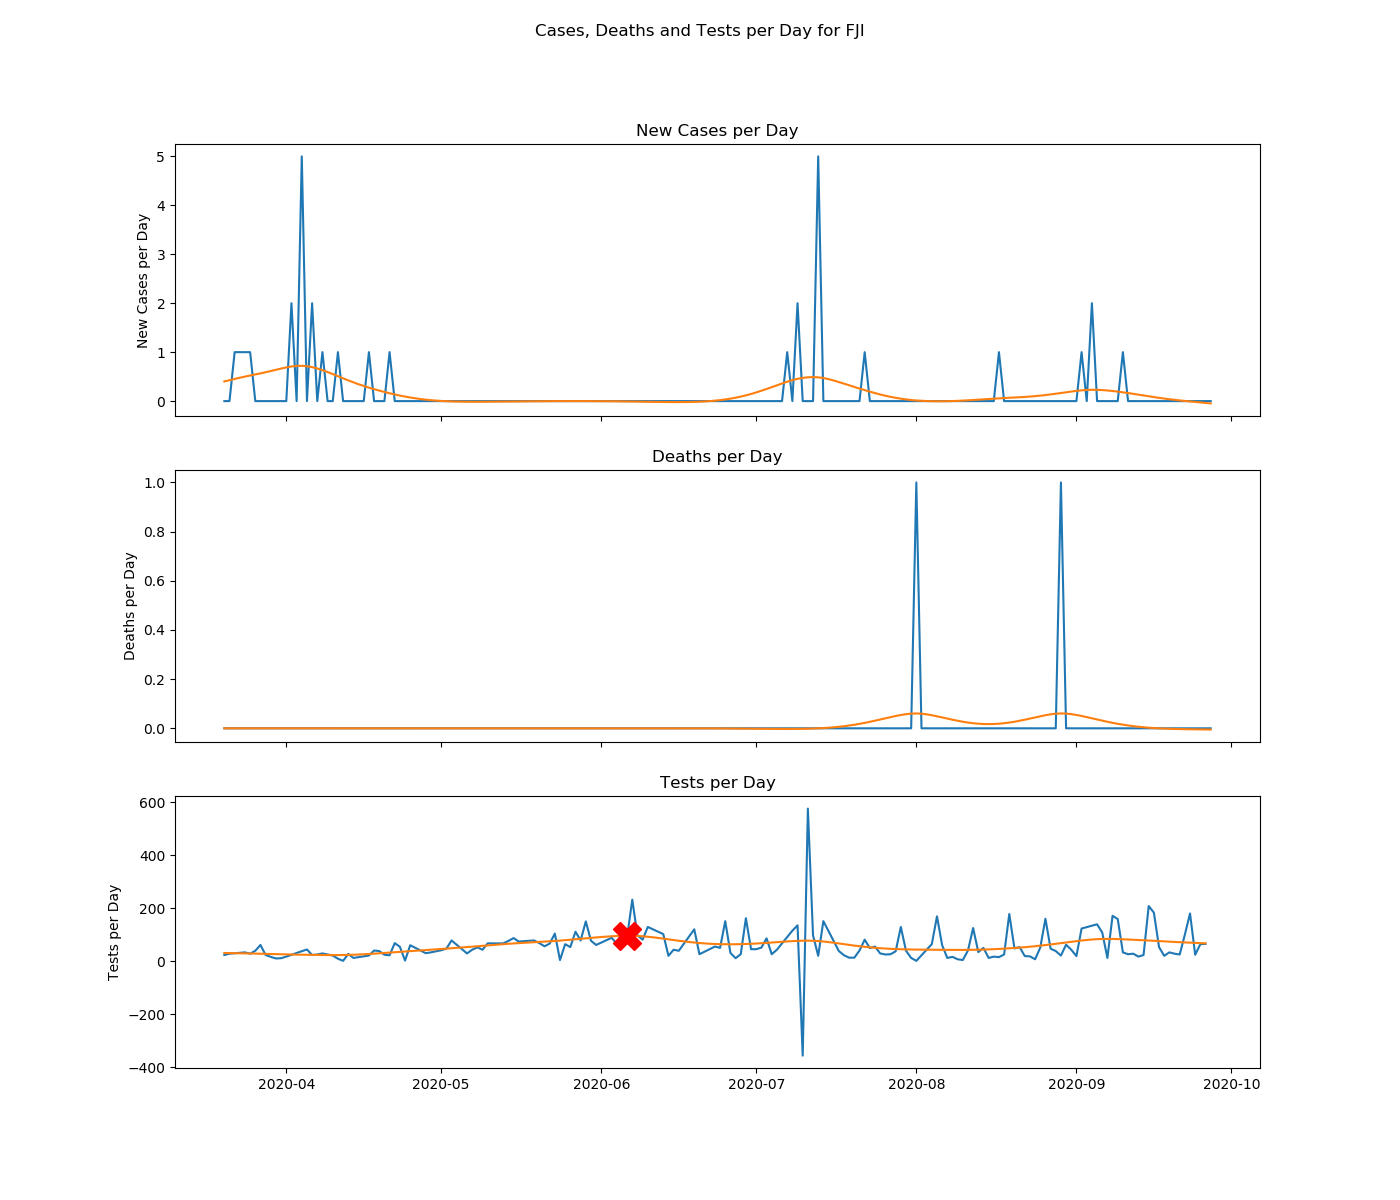 Cases, Deaths and Tests per Day for FJI
New Cases per Day
New Cases per Day
5
4
3
2
1
0
Deaths per Day
Deaths per Day
1.0
0.8
0.6
0.4
0.2
0.0
Tests per Day
Tests per Day
600
400
200
0
−200
−400
2020-04 2020-05 2020-06 2020-07 2020-08 2020-09 2020-10